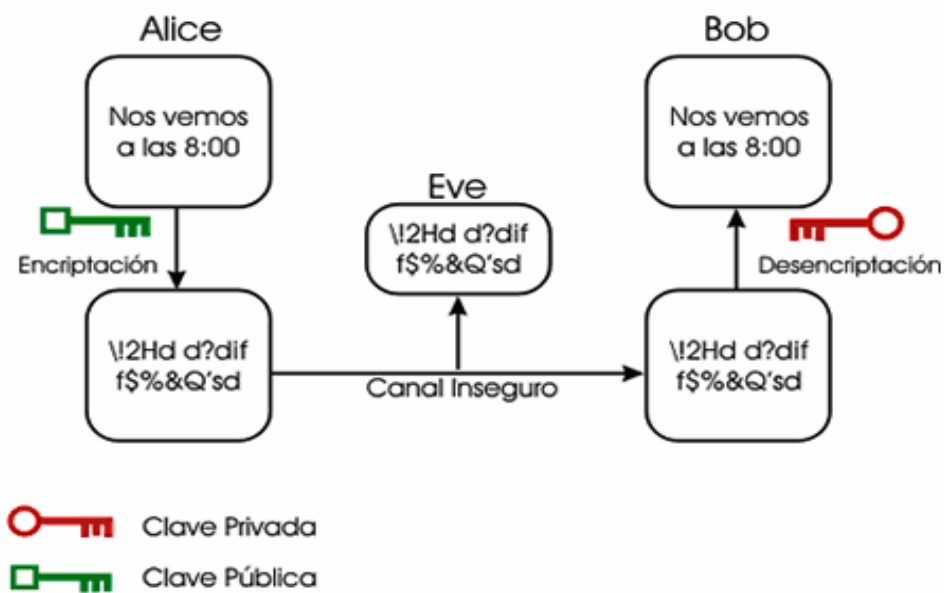 Alice
Nos vemos
a las 8:00
Encriptación
\!2Hd d?dif
f$%&Q'sd
Eve
\!2Hd d?dif
f$%&Q'sd
Canal Inseguro
Bob
Nos vemos
a las 8:00
Desencriptación
\!2Hd d?dif
f$%&Q'sd
Clave Privada
Clave Pública